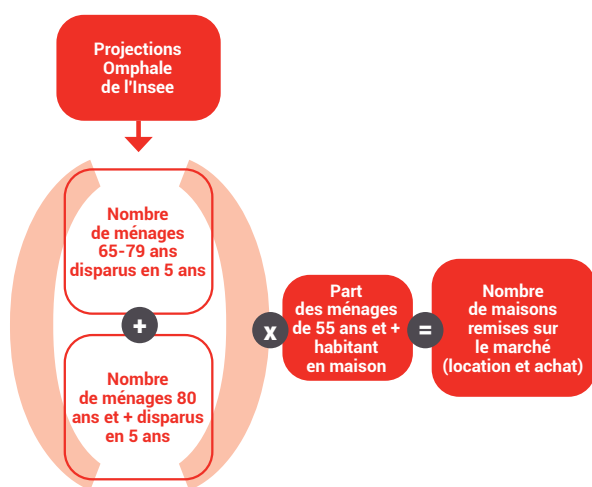 Projections
Omphale
de l'Insee
Nombre
de ménages
65-79 ans
disparus en 5 ans
+
Nombre
de ménages 80
ans et + disparus
en 5 ans
x
Part
des ménages
de 55 ans et +
habitant
en maison
=
Nombre
de maisons
remises sur
le marché
(location et achat)